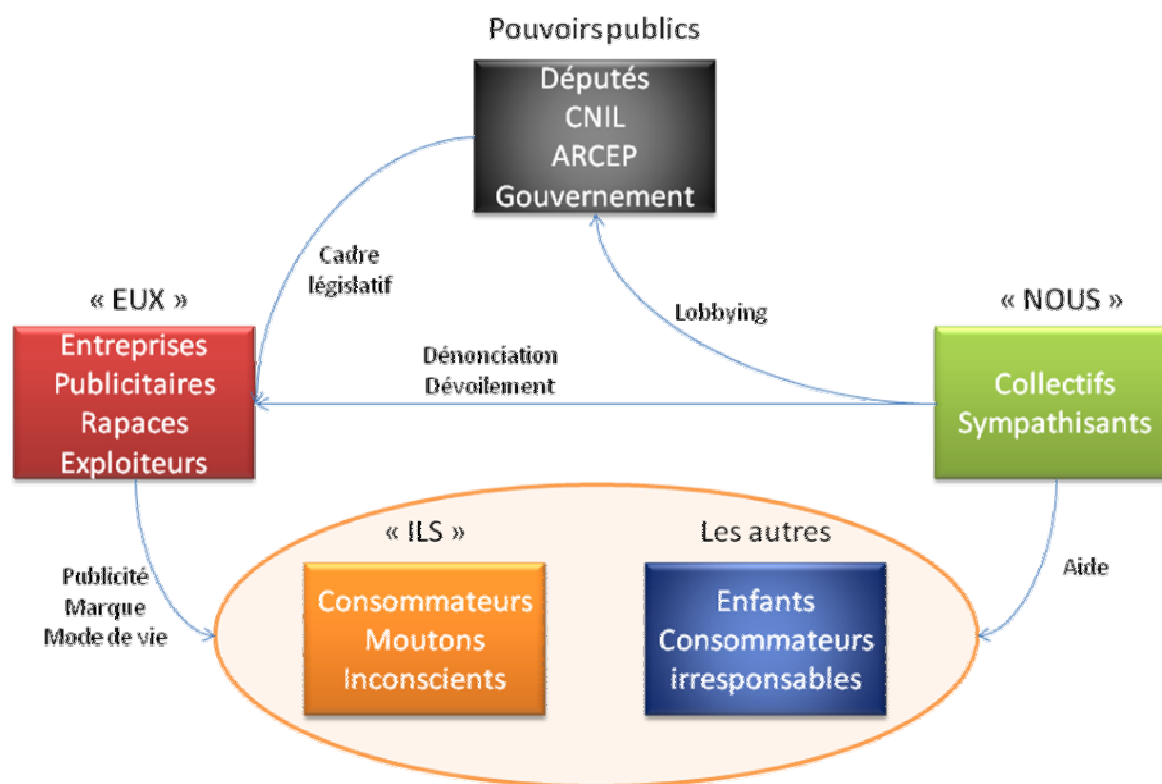 Pouvoirs publics
Députés
CNIL
ARCEP
Gouvernement
Cadre
législatif
« EUX »
Entreprises
Publicitaires
Rapaces
Exploiteurs
Lobbying
Dénonciation
Dévoilement
« NOUS »
Collectifs
Sympathisants
Publicité
Marque
Mode de vie
« ILS »
Consommateurs
Moutons
Inconscients
Les autres
Enfants
Consommateurs
irresponsables
Aide